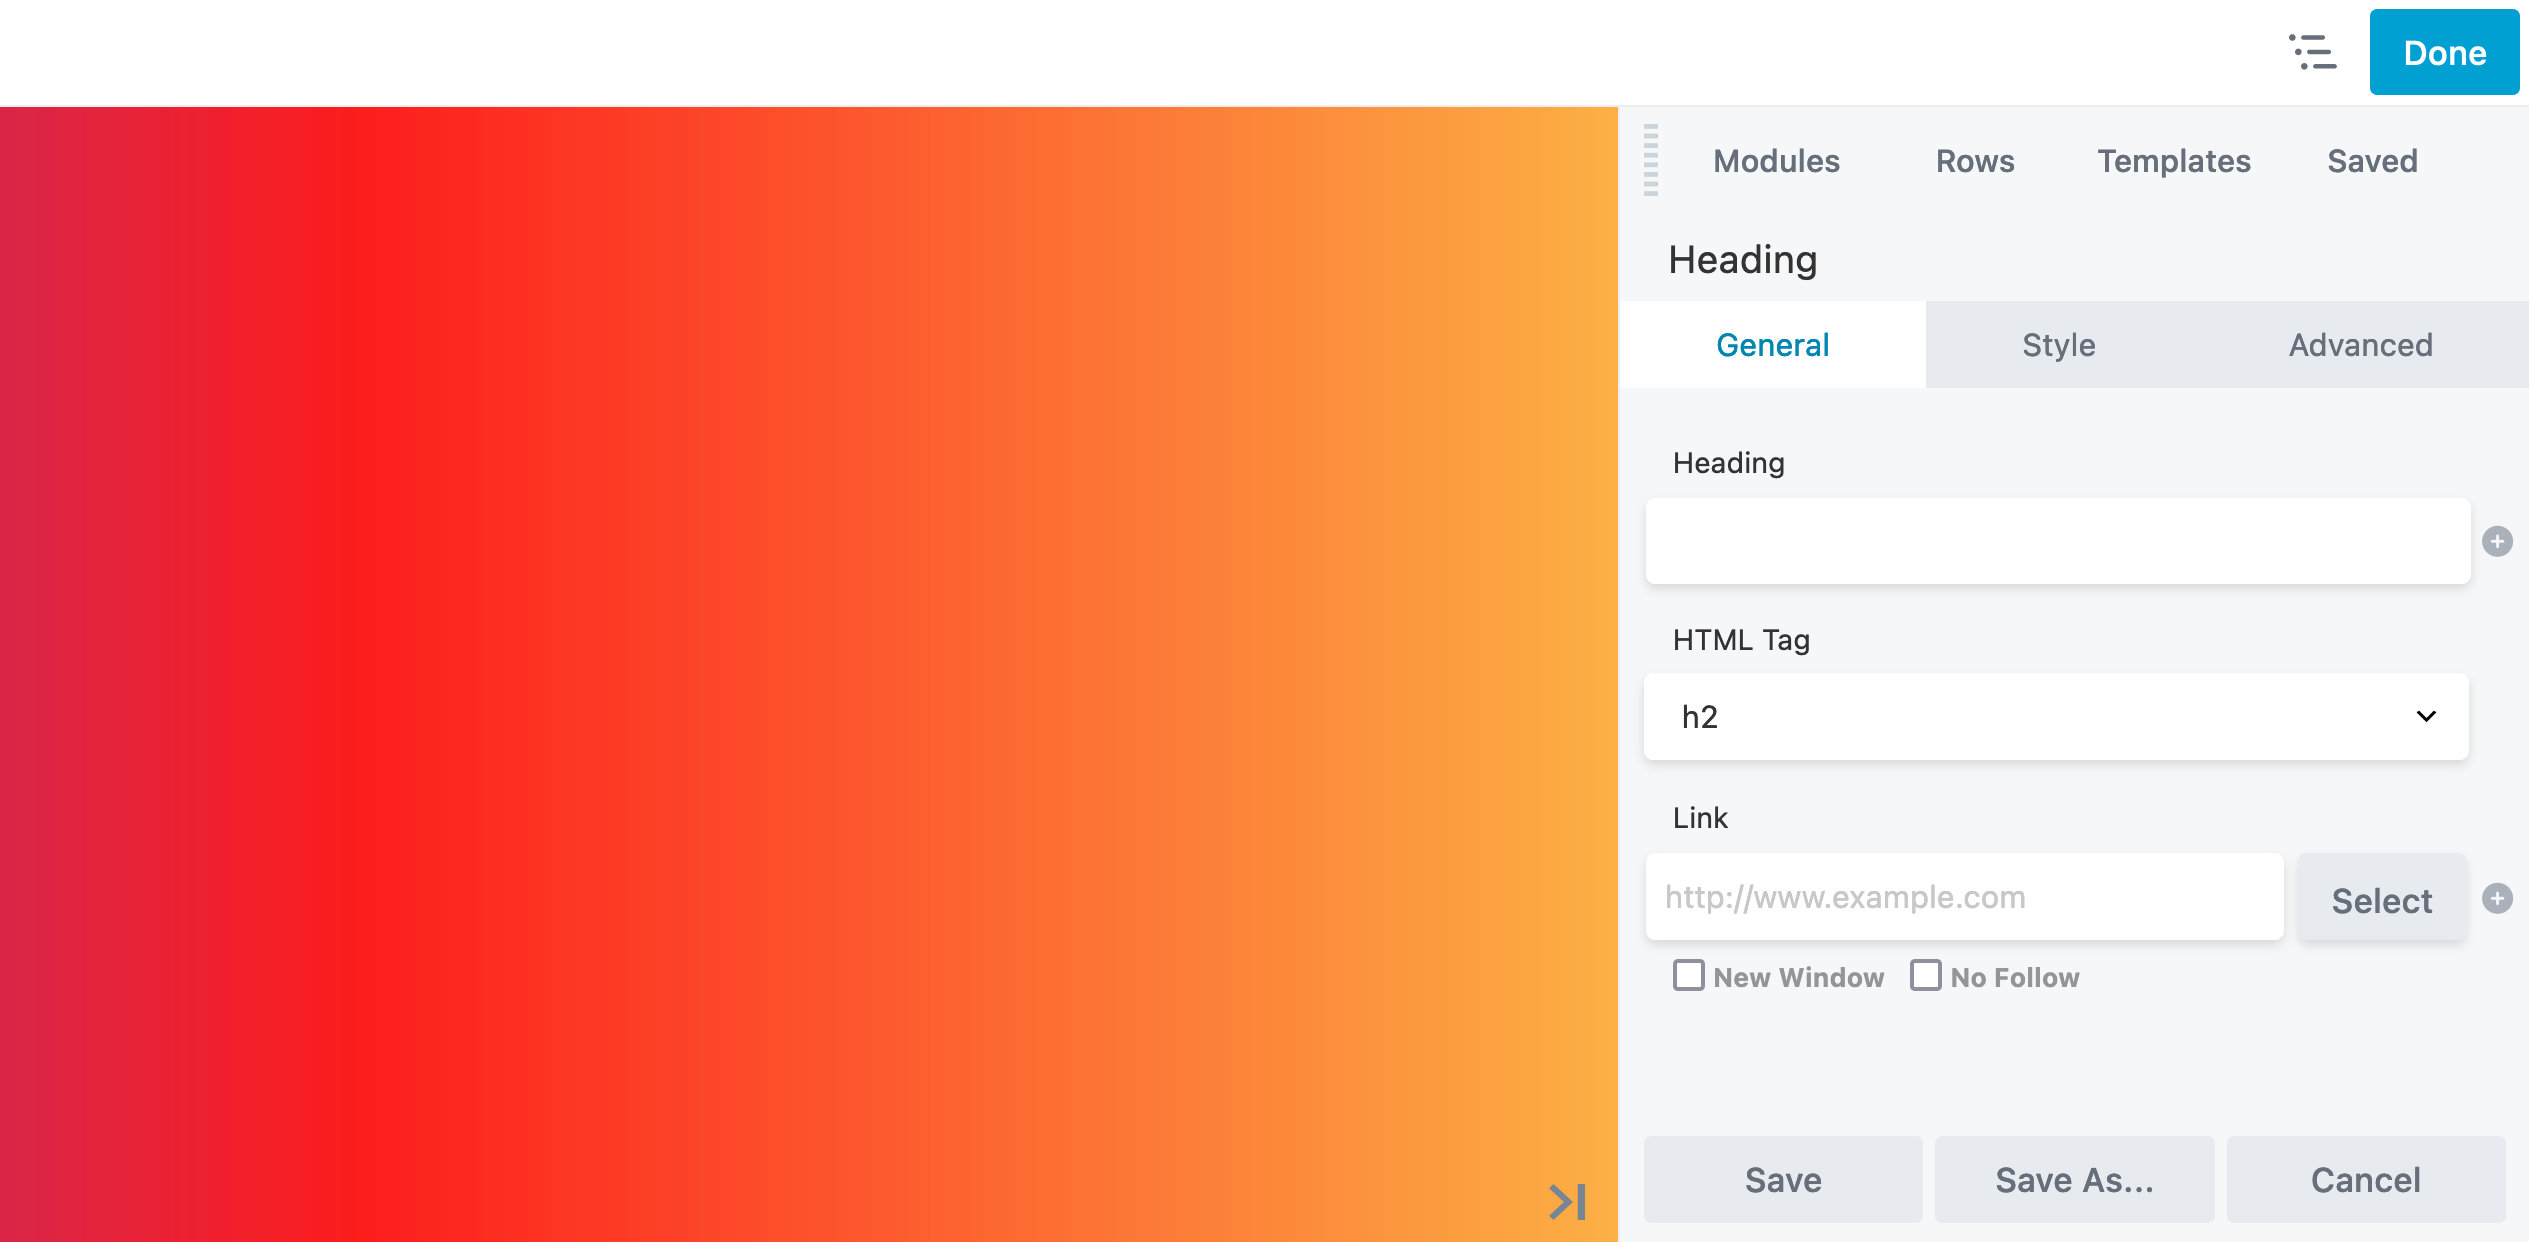 Done
Modules Rows Templates Saved
Heading
General Style Advanced
Heading
HTML Tag
h2
Link
http://www.example.com Select
New Window No Follow
Save Save As... Cancel